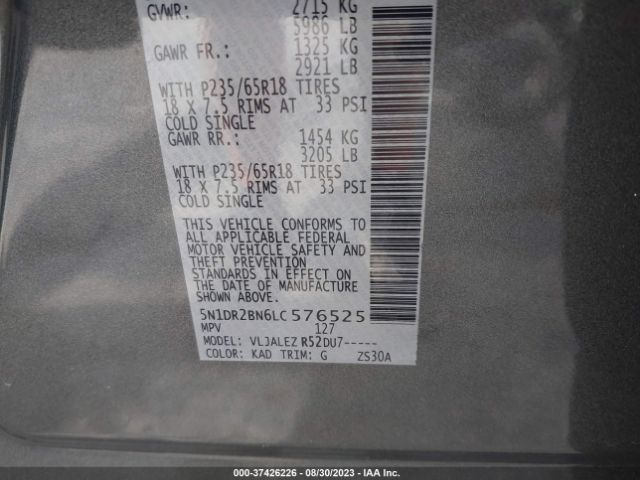 GVWR: 2715 KG
5986 LB
GAWR FR.: 1325 KG
2921 LB
WITH P235/65R18 TIRES
18 X 7.5 RIMS AT 33 PSI
COLD SINGLE
GAWR RR.: 1454 KG
3205 LB
WITH P235/65R18 TIRES
18 X 7.5 RIMS AT 33 PSI
COLD SINGLE
THIS VEHICLE CONFORMS TO
ALL APPLICABLE FEDERAL
MOTOR VEHICLE SAFETY AND
THEFT PREVENTION
STANDARDS IN EFFECT ON
THE DATE OF MANUFACTURE
SHOWN ABOVE.
5N1DR2BN6LC576525
MPV 127
MODEL: VLJALEZ R52DU7-----
COLOR: KAD TRIM: G ZS30A
000-37426226 - 08/30/2023 - IAA Inc.